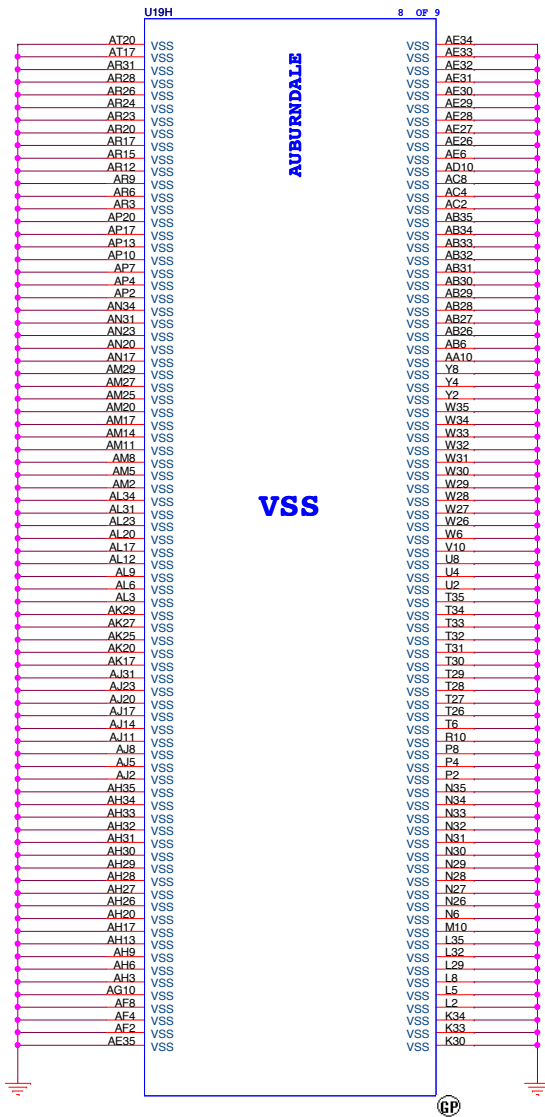 U19H 8 OF 9
AUBURNDALE
VSS
AT20 VSS VSS AE34
AT17 VSS VSS AE33
AR31 VSS VSS AE32
AR28 VSS VSS AE31
AR26 VSS VSS AE30
AR24 VSS VSS AE29
AR23 VSS VSS AE28
AR20 VSS VSS AE27
AR17 VSS VSS AE26
AR15 VSS VSS AE6
AR12 VSS VSS AD10
AR9 VSS VSS AC8
AR6 VSS VSS AC4
AR3 VSS VSS AC2
AP20 VSS VSS AB35
AP17 VSS VSS AB34
AP13 VSS VSS AB33
AP10 VSS VSS AB32
AP7 VSS VSS AB31
AP4 VSS VSS AB30
AP2 VSS VSS AB29
AN34 VSS VSS AB28
AN31 VSS VSS AB27
AN23 VSS VSS AB26
AN20 VSS VSS AB6
AN17 VSS VSS AA10
AM29 VSS VSS Y8
AM27 VSS VSS Y4
AM25 VSS VSS Y2
AM20 VSS VSS W35
AM17 VSS VSS W34
AM14 VSS VSS W33
AM11 VSS VSS W32
AM8 VSS VSS W31
AM5 VSS VSS W30
AM2 VSS VSS W29
AL34 VSS VSS W28
AL31 VSS VSS W27
AL23 VSS VSS W26
AL20 VSS VSS W6
AL17 VSS VSS V10
AL12 VSS VSS U8
AL9 VSS VSS U4
AL6 VSS VSS U2
AL3 VSS VSS T35
AK29 VSS VSS T34
AK27 VSS VSS T33
AK25 VSS VSS T32
AK20 VSS VSS T31
AK17 VSS VSS T30
AJ31 VSS VSS T29
AJ23 VSS VSS T28
AJ20 VSS VSS T27
AJ17 VSS VSS T26
AJ14 VSS VSS T6
AJ11 VSS VSS R10
AJ8 VSS VSS P8
AJ5 VSS VSS P4
AJ2 VSS VSS P2
AH35 VSS VSS N35
AH34 VSS VSS N34
AH33 VSS VSS N33
AH32 VSS VSS N32
AH31 VSS VSS N31
AH30 VSS VSS N30
AH29 VSS VSS N29
AH28 VSS VSS N28
AH27 VSS VSS N27
AH26 VSS VSS N26
AH20 VSS VSS N6
AH17 VSS VSS M10
AH13 VSS VSS L35
AH9 VSS VSS L32
AH6 VSS VSS L29
AH3 VSS VSS L8
AG10 VSS VSS L5
AF8 VSS VSS L2
AF4 VSS VSS K34
AF2 VSS VSS K33
AE35 VSS VSS K30
GP